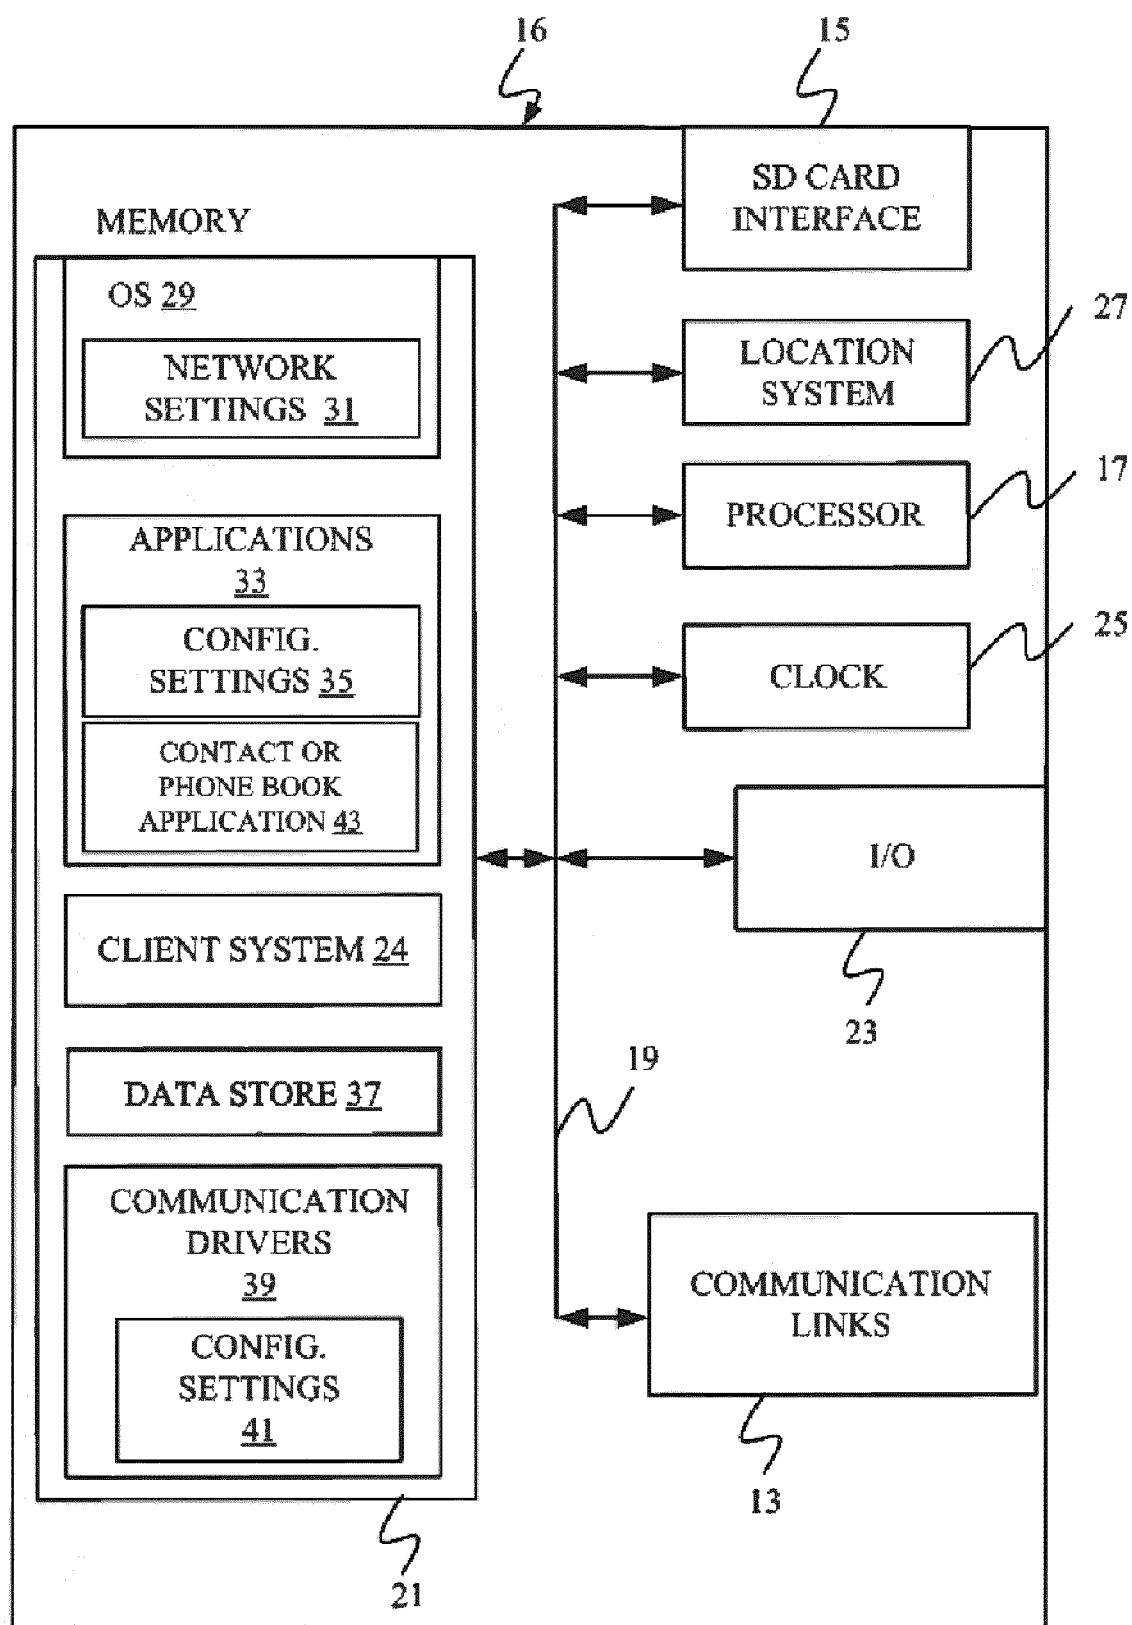 16
15
SD CARD
INTERFACE
MEMORY
OS 29
NETWORK
SETTINGS 31
27
LOCATION
SYSTEM
17
PROCESSOR
APPLICATIONS
33
CONFIG.
SETTINGS 35
25
CLOCK
CONTACT OR
PHONE BOOK
APPLICATION 43
I/O
CLIENT SYSTEM 24
23
19
DATA STORE 37
COMMUNICATION
DRIVERS
39
COMMUNICATION
LINKS
CONFIG.
SETTINGS
41
13
21